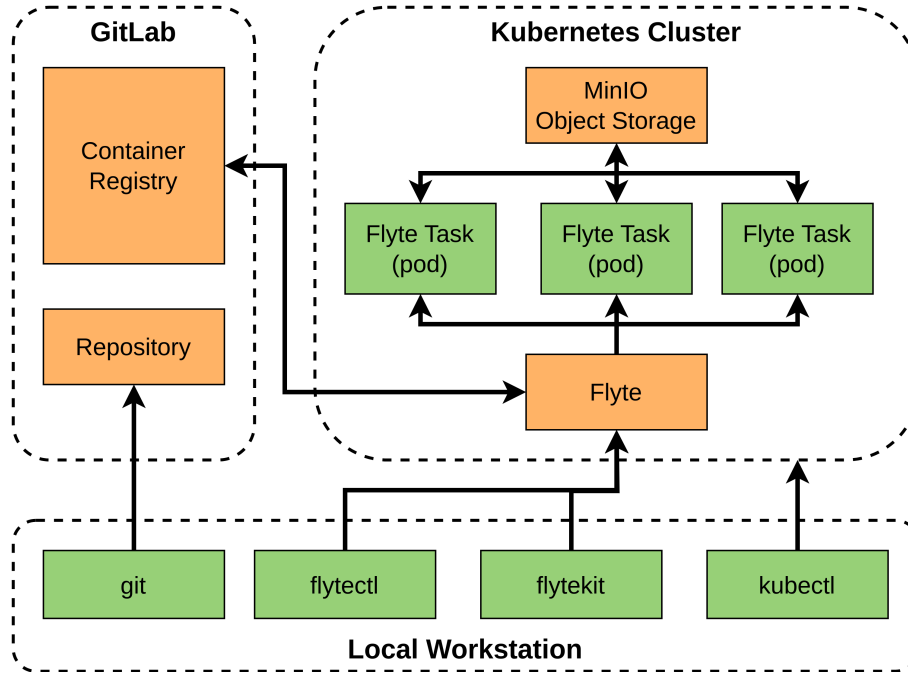 GitLab
Container
Registry
Repository
Kubernetes Cluster
MinIO
Object Storage
Flyte Task
(pod)
Flyte Task
(pod)
Flyte Task
(pod)
Flyte
git
flytectl
flytekit
kubectl
Local Workstation